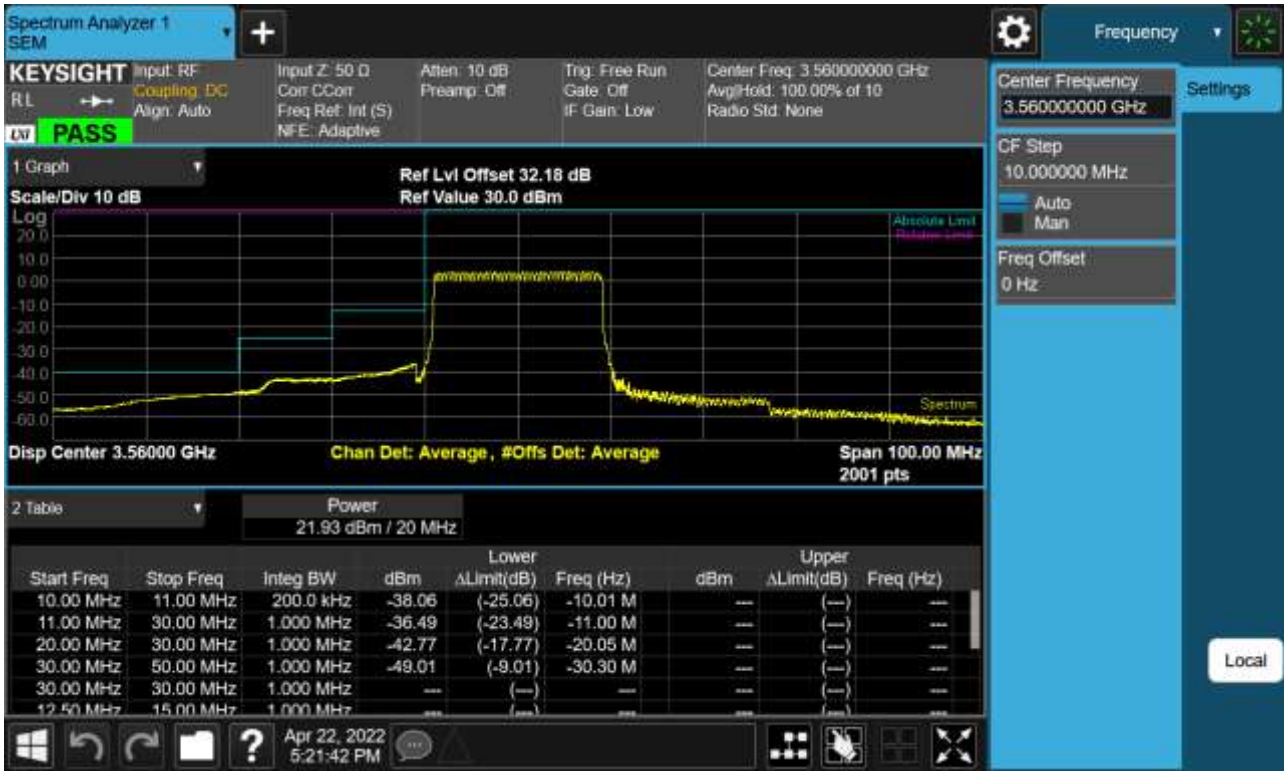 Spectrum Analyzer 1
SEM
Frequency
KEYSIGHT
RL
PASS
Input: RF
Coupling: DC
Align: Auto
Input Z: 50 Ω
Corr CCorr
Freq Ref: Int (S)
NFE: Adaptive
Atten: 10 dB
Preamp: Off
Trig: Free Run
Gate: Off
IF Gain: Low
Center Freq: 3.560000000 GHz
Avg|Hold: 100.00% of 10
Radio Std: None
Center Frequency
3.560000000 GHz
Settings
CF Step
10.000000 MHz
Auto
Man
Freq Offset
0 Hz
Local
1 Graph
Scale/Div 10 dB
Ref Lvl Offset 32.18 dB
Ref Value 30.0 dBm
Log
Absolute Limit
Relative Limit
20.0
10.0
0.00
-10.0
-20.0
-30.0
-40.0
-50.0
-60.0
Spectrum
Disp Center 3.56000 GHz
Chan Det: Average, #Offs Det: Average
Span 100.00 MHz
2001 pts
2 Table
Power
21.93 dBm / 20 MHz
Lower Upper
Start Freq Stop Freq Integ BW dBm ΔLimit(dB) Freq (Hz) dBm ΔLimit(dB) Freq (Hz)
10.00 MHz 11.00 MHz 200.0 kHz -38.06 (-25.06) -10.01 M --- (---) ---
11.00 MHz 30.00 MHz 1.000 MHz -36.49 (-23.49) -11.00 M --- (---) ---
20.00 MHz 30.00 MHz 1.000 MHz -42.77 (-17.77) -20.05 M --- (---) ---
30.00 MHz 50.00 MHz 1.000 MHz -49.01 (-9.01) -30.30 M --- (---) ---
30.00 MHz 30.00 MHz 1.000 MHz --- (---) --- --- (---) ---
12.50 MHz 15.00 MHz 1.000 MHz --- (---) --- --- (---) ---
Apr 22, 2022
5:21:42 PM